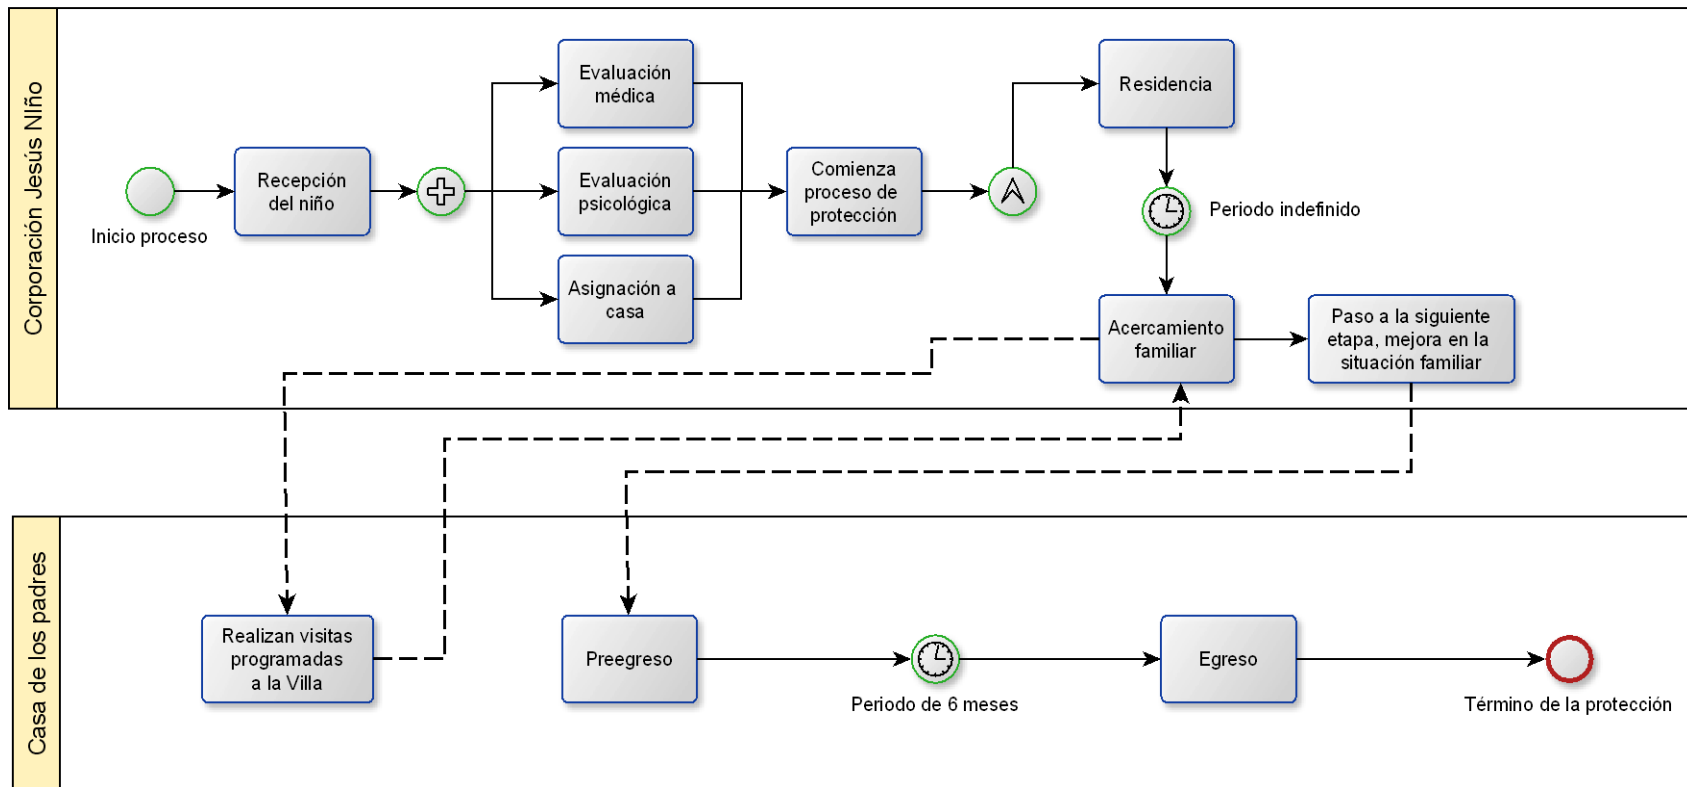 Corporación Jesús NIño
Inicio proceso
Recepción
del niño
Evaluación
médica
Evaluación
psicológica
Asignación a
casa
Comienza
proceso de
protección
Residencia
Periodo indefinido
Acercamiento
familiar
Paso a la siguiente
etapa, mejora en la
situación familiar
Casa de los padres
Realizan visitas
programadas
a la Villa
Preegreso
Periodo de 6 meses
Egreso
Término de la protección